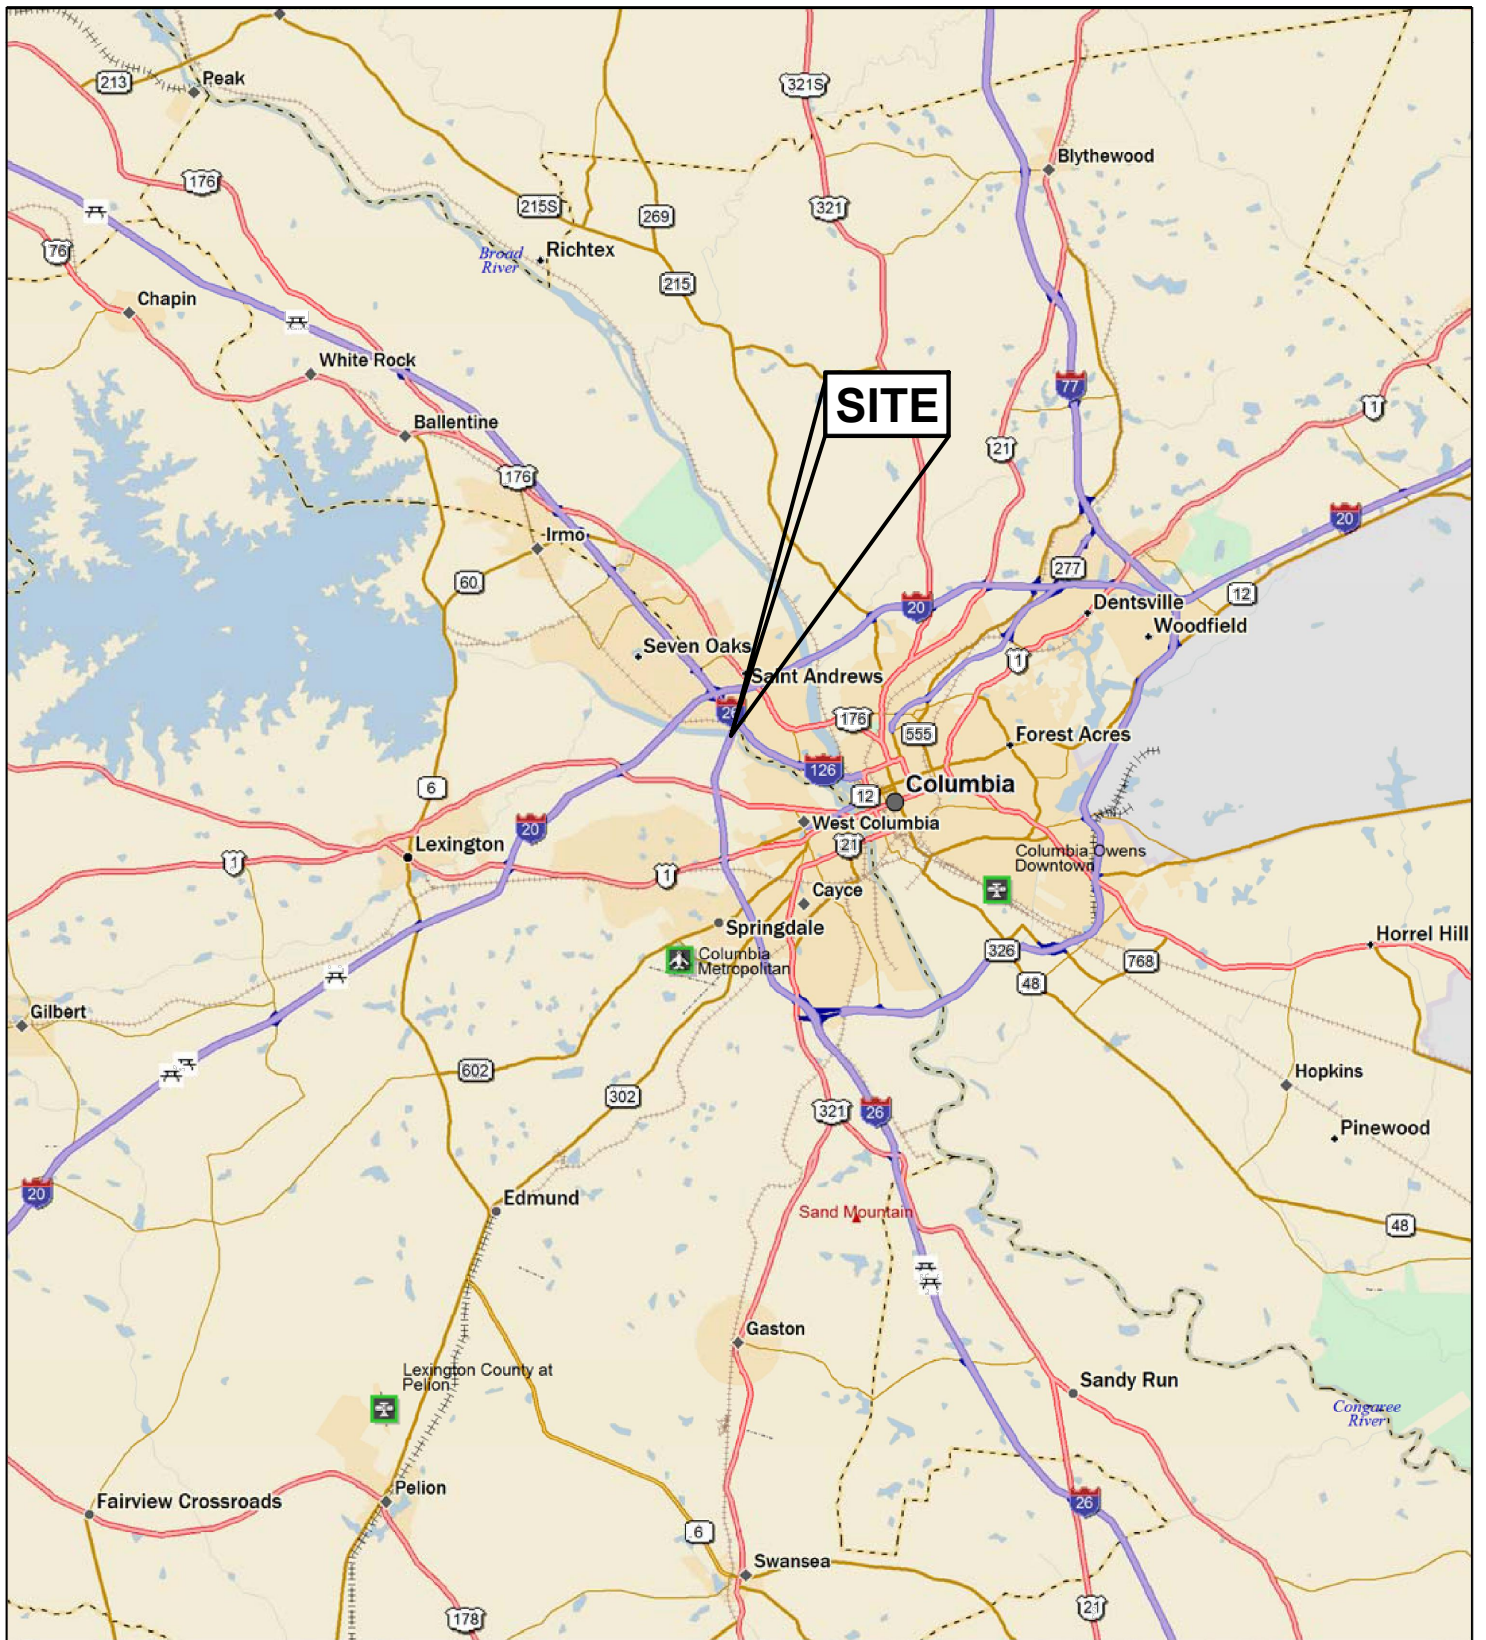 Peak
213
321S
Blythewood
176
215S
269
321
76
Broad
River
Richtex
215
Chapin
White Rock
77
1
Ballentine
SITE
21
176
20
Irmo
277
60
12
20
Dentsville
Woodfield
Seven Oaks
1
Saint Andrews
26
176
555
Forest Acres
126
6
12
Columbia
20
West Columbia
Lexington
21
Columbia Owens
Downtown
1
1
Cayce
Springdale
Horrel Hill
326
Columbia
Metropolitan
768
48
Gilbert
602
Hopkins
302
321
26
Pinewood
20
Edmund
Sand Mountain
48
Gaston
Lexington County at
Pelion
Sandy Run
Congaree
River
Pelion
Fairview Crossroads
26
6
Swansea
21
178